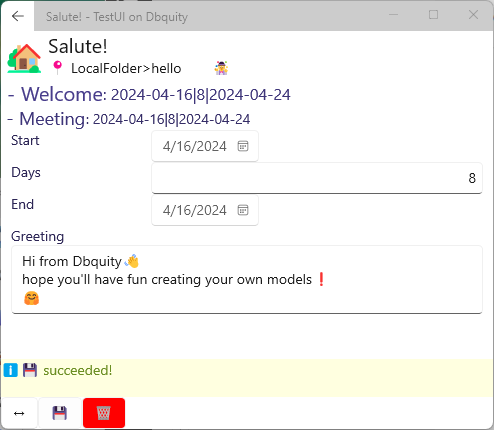 Salute! - TestUI on Dbquity
Salute!
LocalFolder>hello
- Welcome: 2024-04-16|8|2024-04-24
- Meeting: 2024-04-16|8|2024-04-24
Start 4/16/2024
Days 8
End 4/16/2024
Greeting
Hi from Dbquity👋
hope you'll have fun creating your own models❗
🤗
succeeded!